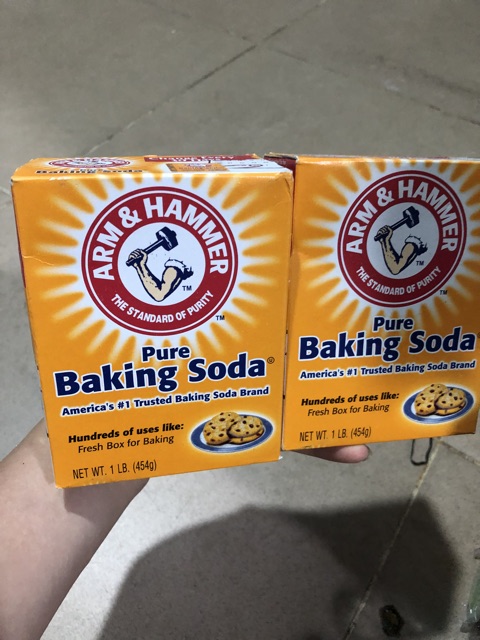 Baking Soda
ARM & HAMMER
THE STANDARD OF PURITY
TM
TM
Pure
Baking Soda®
America's #1 Trusted Baking Soda Brand
Hundreds of uses like:
Fresh Box for Baking
NET WT. 1 LB. (454g)
ARM & HAMMER
THE STANDARD OF PURITY
TM
TM
Pure
Baking Soda
America's #1 Trusted Baking Soda Brand
Hundreds of uses like:
Fresh Box for Baking
NET WT. 1 LB. (454g)